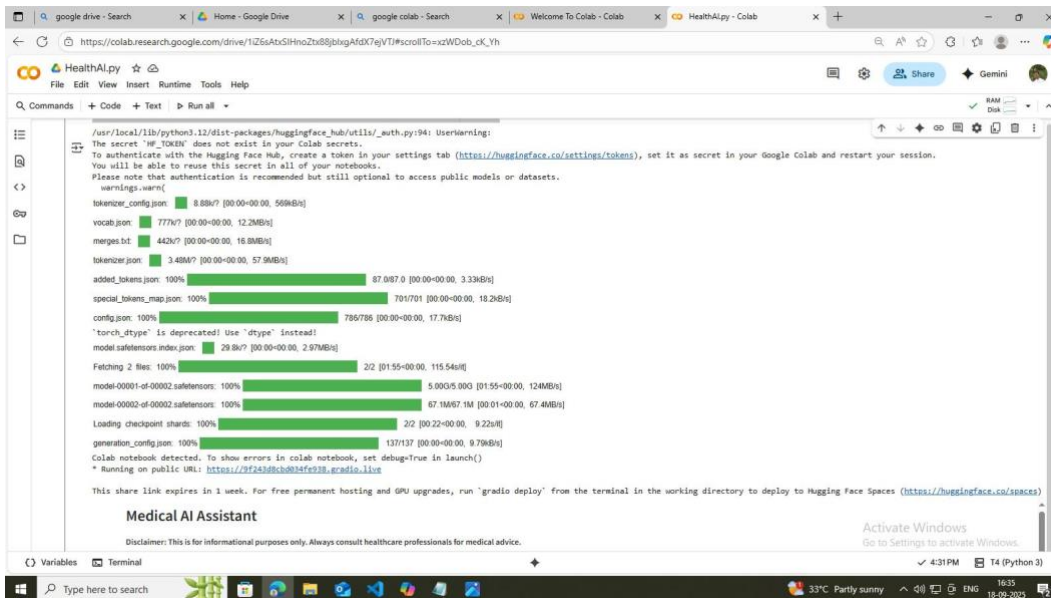 google drive - Search
Home - Google Drive
google colab - Search
Welcome To Colab - Colab
HealthAI.py - Colab
https://colab.research.google.com/drive/1iZ6sAtxSIHnoZtx88jbIxgAfdX7ejVTJ#scrollTo=xzWDob_cK_Yh
CO HealthAI.py
File Edit View Insert Runtime Tools Help
Share Gemini
Commands + Code + Text Run all
RAM
Disk
/usr/local/lib/python3.12/dist-packages/huggingface_hub/utils/_auth.py:94: UserWarning:
The secret `HF_TOKEN` does not exist in your Colab secrets.
To authenticate with the Hugging Face Hub, create a token in your settings tab (https://huggingface.co/settings/tokens), set it as secret in your Google Colab and restart your session.
You will be able to reuse this secret in all of your notebooks.
Please note that authentication is recommended but still optional to access public models or datasets.
warnings.warn(
tokenizer_config.json: 8.88k/? [00:00<00:00, 569kB/s]
vocab.json: 777k/? [00:00<00:00, 12.2MB/s]
merges.txt: 442k/? [00:00<00:00, 16.8MB/s]
tokenizer.json: 3.48M/? [00:00<00:00, 57.9MB/s]
added_tokens.json: 100% 87.0/87.0 [00:00<00:00, 3.33kB/s]
special_tokens_map.json: 100% 701/701 [00:00<00:00, 18.2kB/s]
config.json: 100% 786/786 [00:00<00:00, 17.7kB/s]
`torch_dtype` is deprecated! Use `dtype` instead!
model.safetensors.index.json: 29.8k/? [00:00<00:00, 2.97MB/s]
Fetching 2 files: 100% 2/2 [01:55<00:00, 115.54s/it]
model-00001-of-00002.safetensors: 100% 5.00G/5.00G [01:55<00:00, 124MB/s]
model-00002-of-00002.safetensors: 100% 67.1M/67.1M [00:01<00:00, 67.4MB/s]
Loading checkpoint shards: 100% 2/2 [00:22<00:00, 9.22s/it]
generation_config.json: 100% 137/137 [00:00<00:00, 9.79kB/s]
Colab notebook detected. To show errors in colab notebook, set debug=True in launch()
* Running on public URL: https://9f243d8cbd034fe938.gradio.live
This share link expires in 1 week. For free permanent hosting and GPU upgrades, run `gradio deploy` from the terminal in the working directory to deploy to Hugging Face Spaces (https://huggingface.co/spaces)
Medical AI Assistant
Disclaimer: This is for informational purposes only. Always consult healthcare professionals for medical advice.
Activate Windows
Go to Settings to activate Windows.
Variables Terminal
4:31 PM T4 (Python 3)
Type here to search
33°C Partly sunny
ENG
16:35
18-09-2025